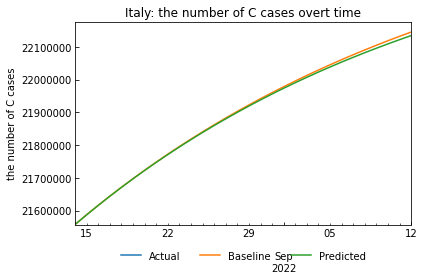 Italy: the number of C cases overt time
the number of C cases
22100000
22000000
21900000
21800000
21700000
21600000
15
22
29
05
12
Sep
2022
Actual
Baseline
Predicted